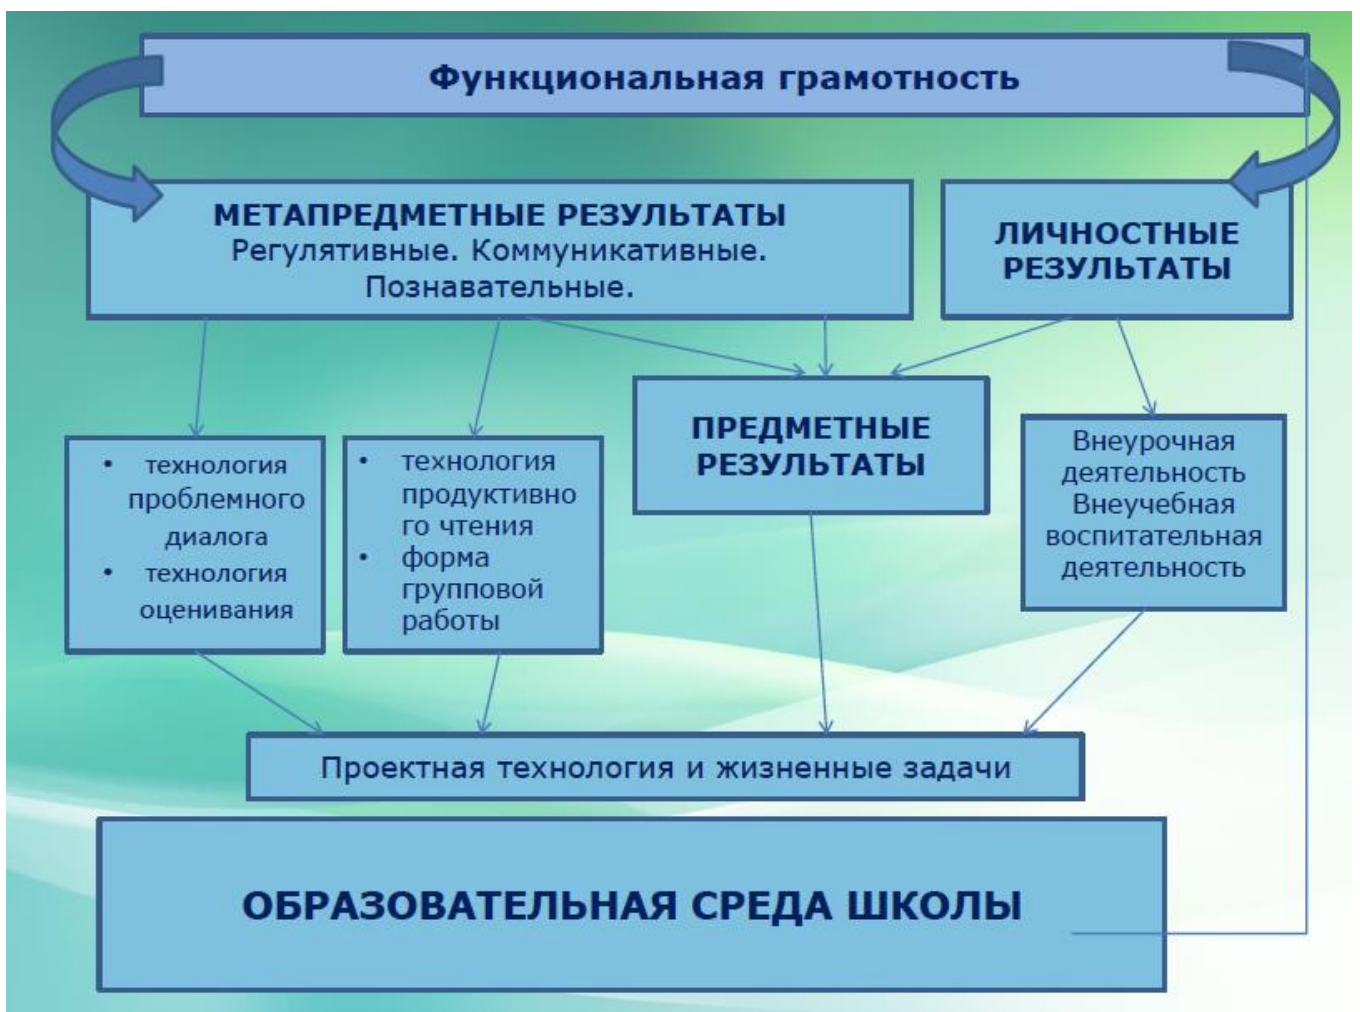 Функциональная грамотность
МЕТАПРЕДМЕТНЫЕ РЕЗУЛЬТАТЫ
Регулятивные. Коммуникативные.
Познавательные.
ЛИЧНОСТНЫЕ
РЕЗУЛЬТАТЫ
• технология
проблемного
диалога
• технология
оценивания
• технология
продуктивно
го чтения
• форма
групповой
работы
ПРЕДМЕТНЫЕ
РЕЗУЛЬТАТЫ
Внеурочная
деятельность
Внеучебная
воспитательная
деятельность
Проектная технология и жизненные задачи
ОБРАЗОВАТЕЛЬНАЯ СРЕДА ШКОЛЫ